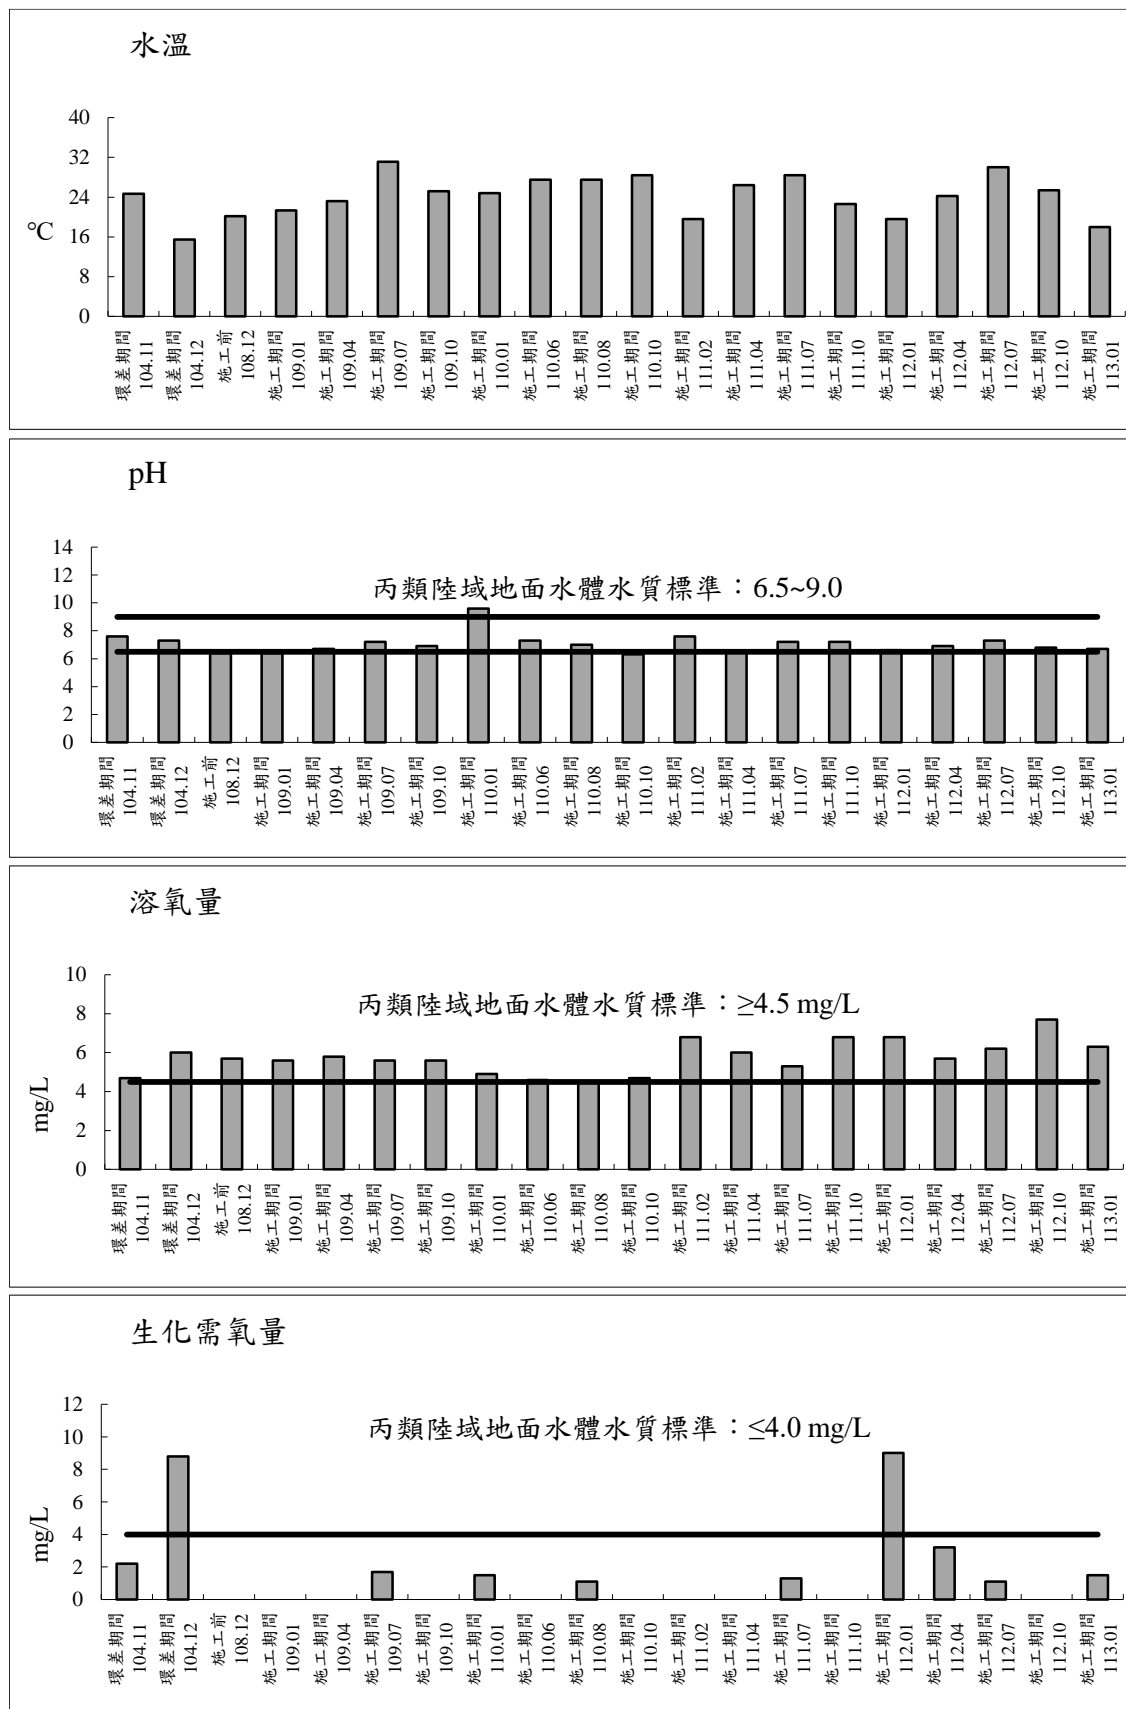 水溫
40
32
24
16
8
0
℃
環差期間 104.11
環差期間 104.12
施工前 108.12
施工期間 109.01
施工期間 109.04
施工期間 109.07
施工期間 109.10
施工期間 110.01
施工期間 110.06
施工期間 110.08
施工期間 110.10
施工期間 111.02
施工期間 111.04
施工期間 111.07
施工期間 111.10
施工期間 112.01
施工期間 112.04
施工期間 112.07
施工期間 112.10
施工期間 113.01
pH
14
12
10
8
6
4
2
0
丙類陸域地面水體水質標準：6.5~9.0
環差期間 104.11
環差期間 104.12
施工前 108.12
施工期間 109.01
施工期間 109.04
施工期間 109.07
施工期間 109.10
施工期間 110.01
施工期間 110.06
施工期間 110.08
施工期間 110.10
施工期間 111.02
施工期間 111.04
施工期間 111.07
施工期間 111.10
施工期間 112.01
施工期間 112.04
施工期間 112.07
施工期間 112.10
施工期間 113.01
溶氧量
10
8
6
4
2
0
mg/L
丙類陸域地面水體水質標準：≥4.5 mg/L
環差期間 104.11
環差期間 104.12
施工前 108.12
施工期間 109.01
施工期間 109.04
施工期間 109.07
施工期間 109.10
施工期間 110.01
施工期間 110.06
施工期間 110.08
施工期間 110.10
施工期間 111.02
施工期間 111.04
施工期間 111.07
施工期間 111.10
施工期間 112.01
施工期間 112.04
施工期間 112.07
施工期間 112.10
施工期間 113.01
生化需氧量
12
10
8
6
4
2
0
mg/L
丙類陸域地面水體水質標準：≤4.0 mg/L
環差期間 104.11
環差期間 104.12
施工前 108.12
施工期間 109.01
施工期間 109.04
施工期間 109.07
施工期間 109.10
施工期間 110.01
施工期間 110.06
施工期間 110.08
施工期間 110.10
施工期間 111.02
施工期間 111.04
施工期間 111.07
施工期間 111.10
施工期間 112.01
施工期間 112.04
施工期間 112.07
施工期間 112.10
施工期間 113.01